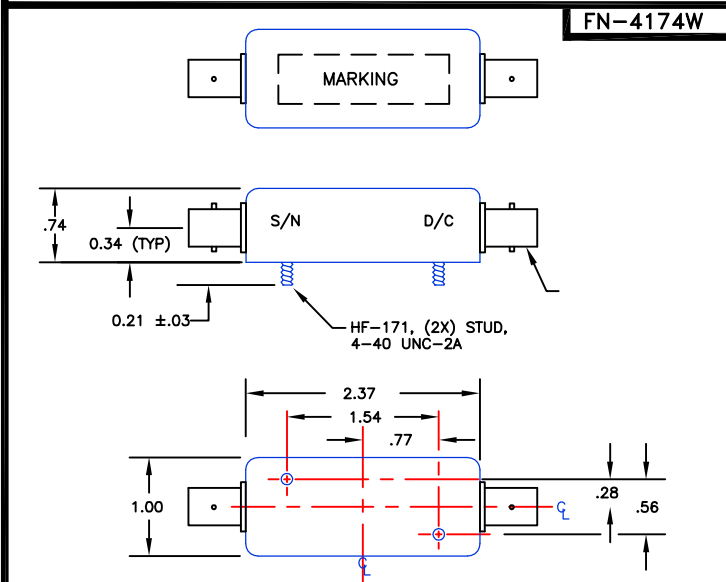 FN-4174W
MARKING
S/N
D/C
.74
0.34 (TYP)
0.21 ±.03
HF-171, (2X) STUD,
4-40 UNC-2A
2.37
1.54
.77
1.00
.28
.56
CL
CL